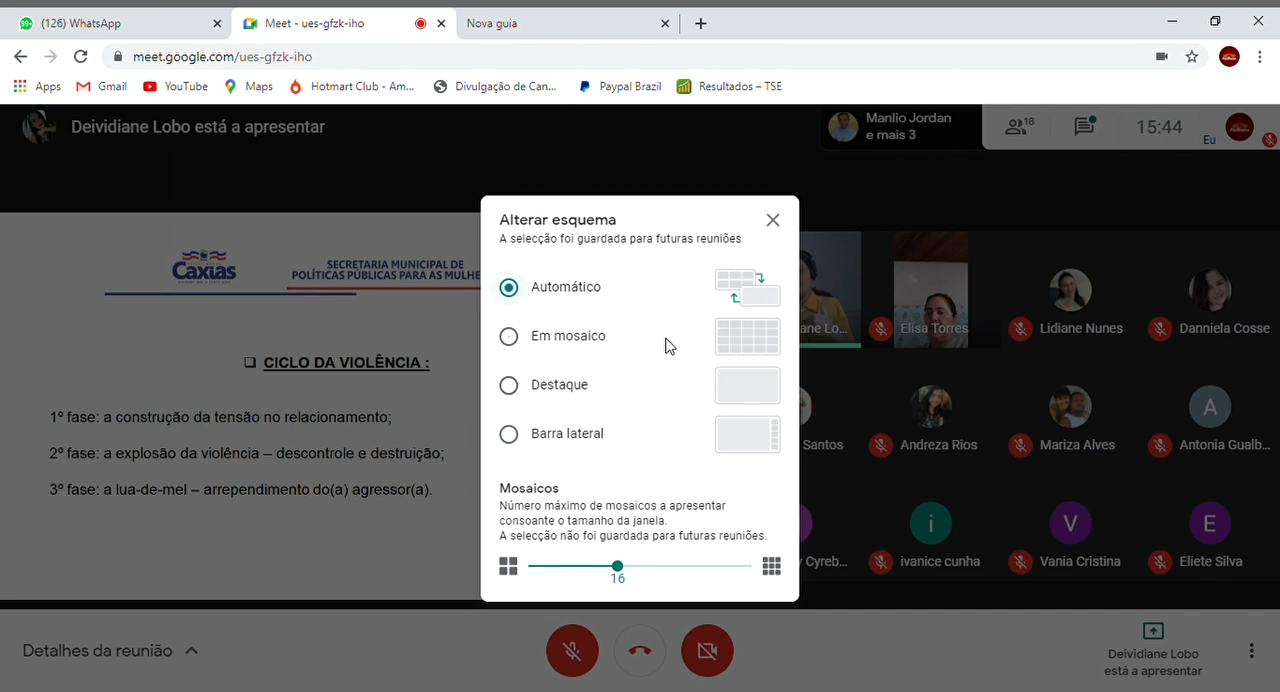 (126) WhatsApp
Meet - ues-gfzk-iho
Nova guia
meet.google.com/ues-gfzk-iho
Apps
Gmail
YouTube
Maps
Hotmart Club - Am...
Divulgação de Can...
Paypal Brazil
Resultados – TSE
Deividiane Lobo está a apresentar
Manlio Jordan
e mais 3
18
15:44
Eu
Caxias
SECRETARIA MUNICIPAL DE
POLÍTICAS PÚBLICAS PARA AS MULHE
CICLO DA VIOLÊNCIA :
1º fase: a construção da tensão no relacionamento;
2º fase: a explosão da violência – descontrole e destruição;
3º fase: a lua-de-mel – arrependimento do(a) agressor(a).
Alterar esquema
A selecção foi guardada para futuras reuniões
Automático
Em mosaico
Destaque
Barra lateral
Mosaicos
Número máximo de mosaicos a apresentar
consoante o tamanho da janela.
A selecção não foi guardada para futuras reuniões.
16
ane Lo...
Elisa Torres
Lidiane Nunes
Danniela Cosse
Santos
Andreza Rios
Mariza Alves
A
Antonia Gualb...
Cyreb...
i
ivanice cunha
V
Vania Cristina
E
Eliete Silva
Detalhes da reunião
Deividiane Lobo
está a apresentar